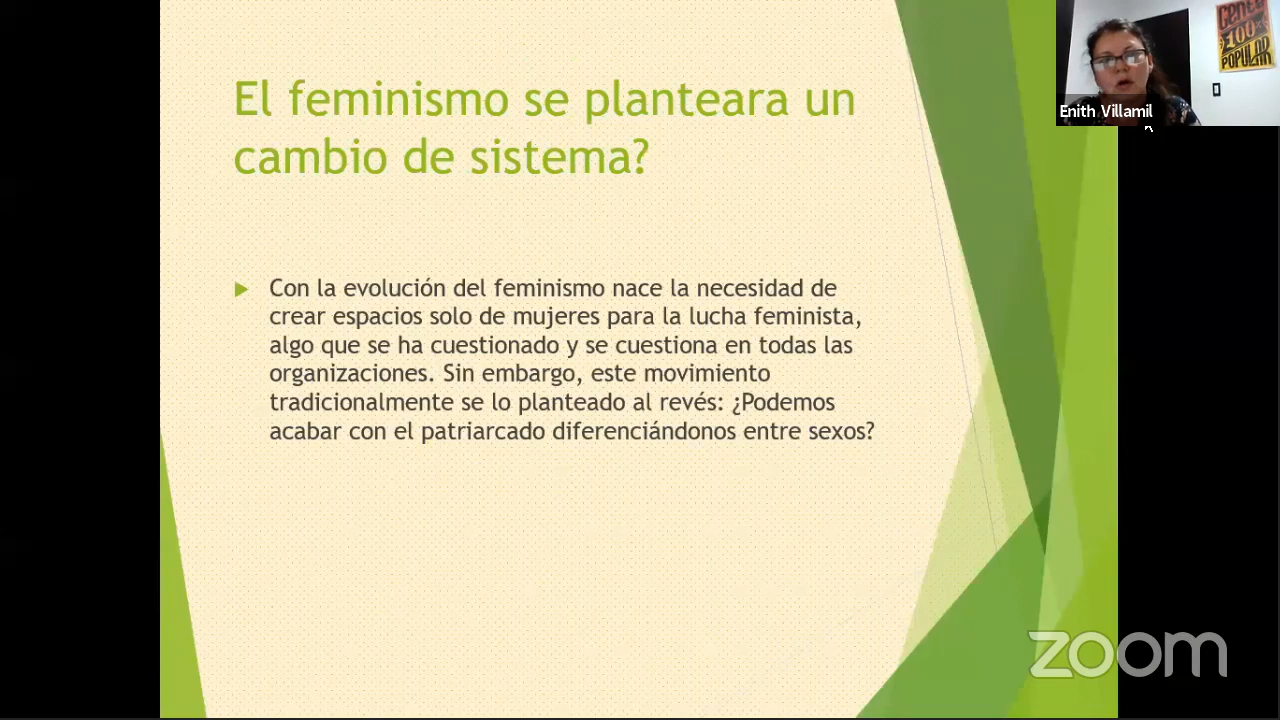 El feminismo se planteara un
cambio de sistema?
Con la evolución del feminismo nace la necesidad de
crear espacios solo de mujeres para la lucha feminista,
algo que se ha cuestionado y se cuestiona en todas las
organizaciones. Sin embargo, este movimiento
tradicionalmente se lo planteado al revés: ¿Podemos
acabar con el patriarcado diferenciándonos entre sexos?
Gente
100%
POPULAR
Enith Villamil
zoom